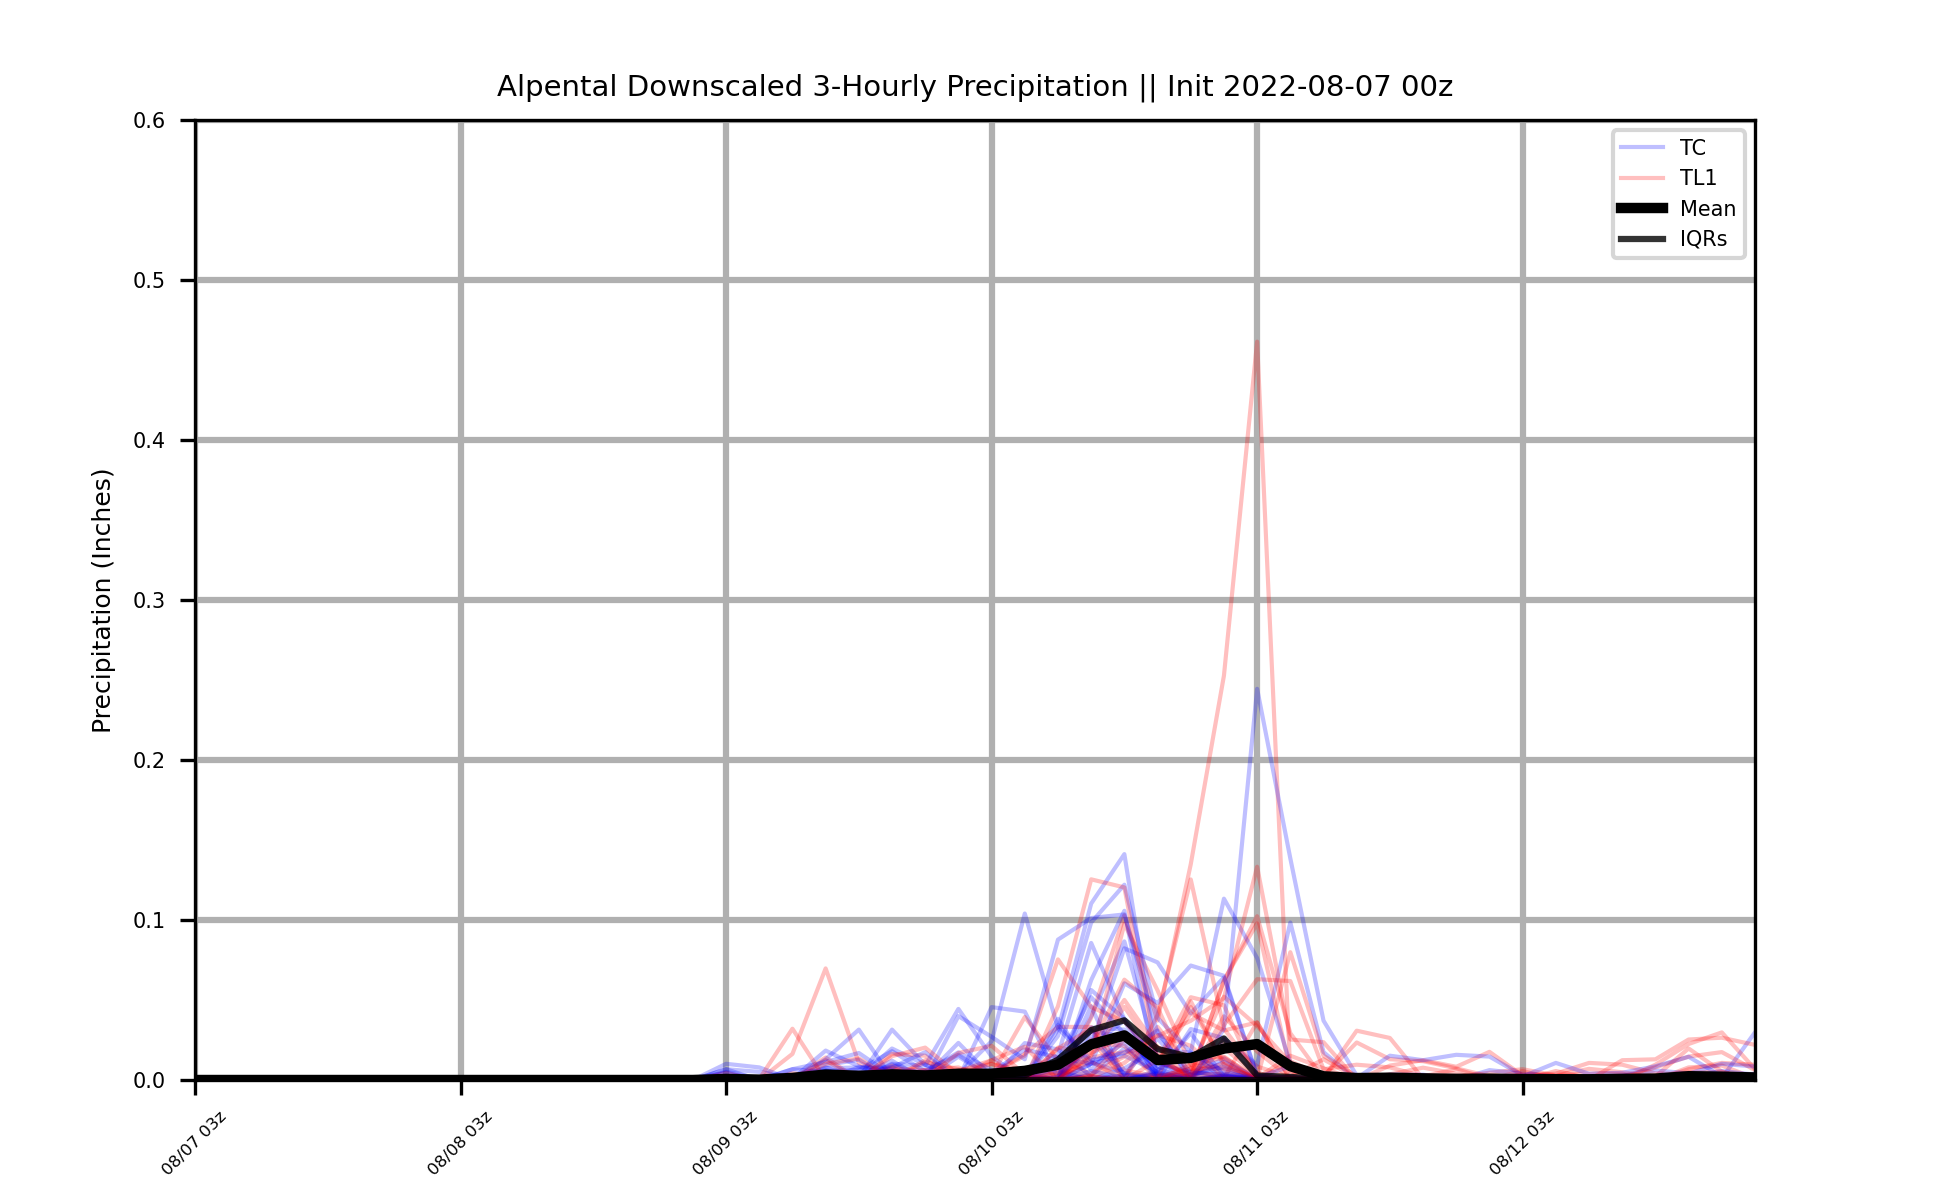 Alpental Downscaled 3-Hourly Precipitation || Init 2022-08-07 00z
TC
TL1
Mean
IQRs
Precipitation (Inches)
0.6
0.5
0.4
0.3
0.2
0.1
0.0
08/07 03z
08/08 03z
08/09 03z
08/10 03z
08/11 03z
08/12 03z